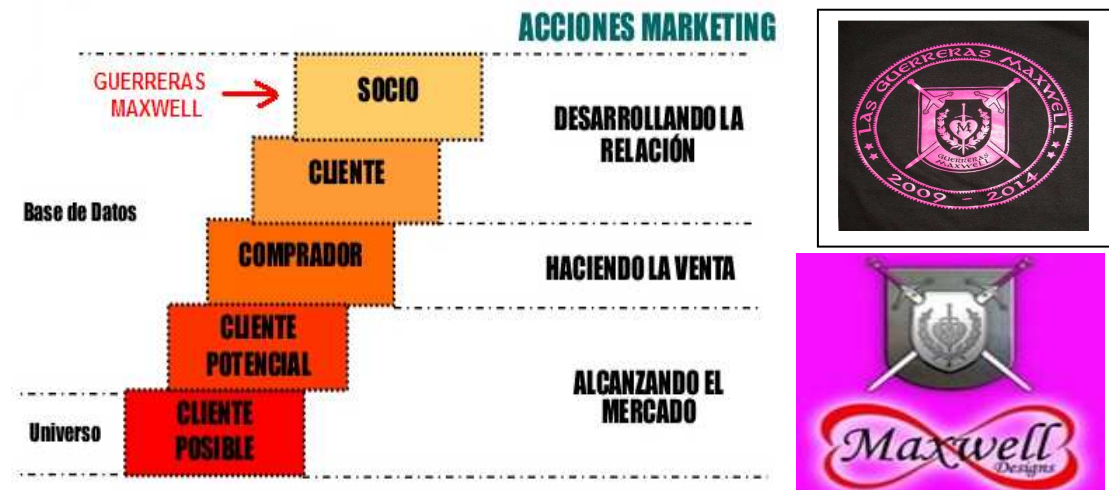 ACCIONES MARKETING
GUERRERAS
MAXWELL
SOCIO
DESARROLLANDO LA
RELACIÓN
CLIENTE
Base de Datos
COMPRADOR
HACIENDO LA VENTA
CLIENTE
POTENCIAL
ALCANZANDO EL
MERCADO
Universo
CLIENTE
POSIBLE
LAS GUERRERAS MAXWELL
M
GUERRERAS
MAXWELL
2009 - 2014
Maxwell
Designs